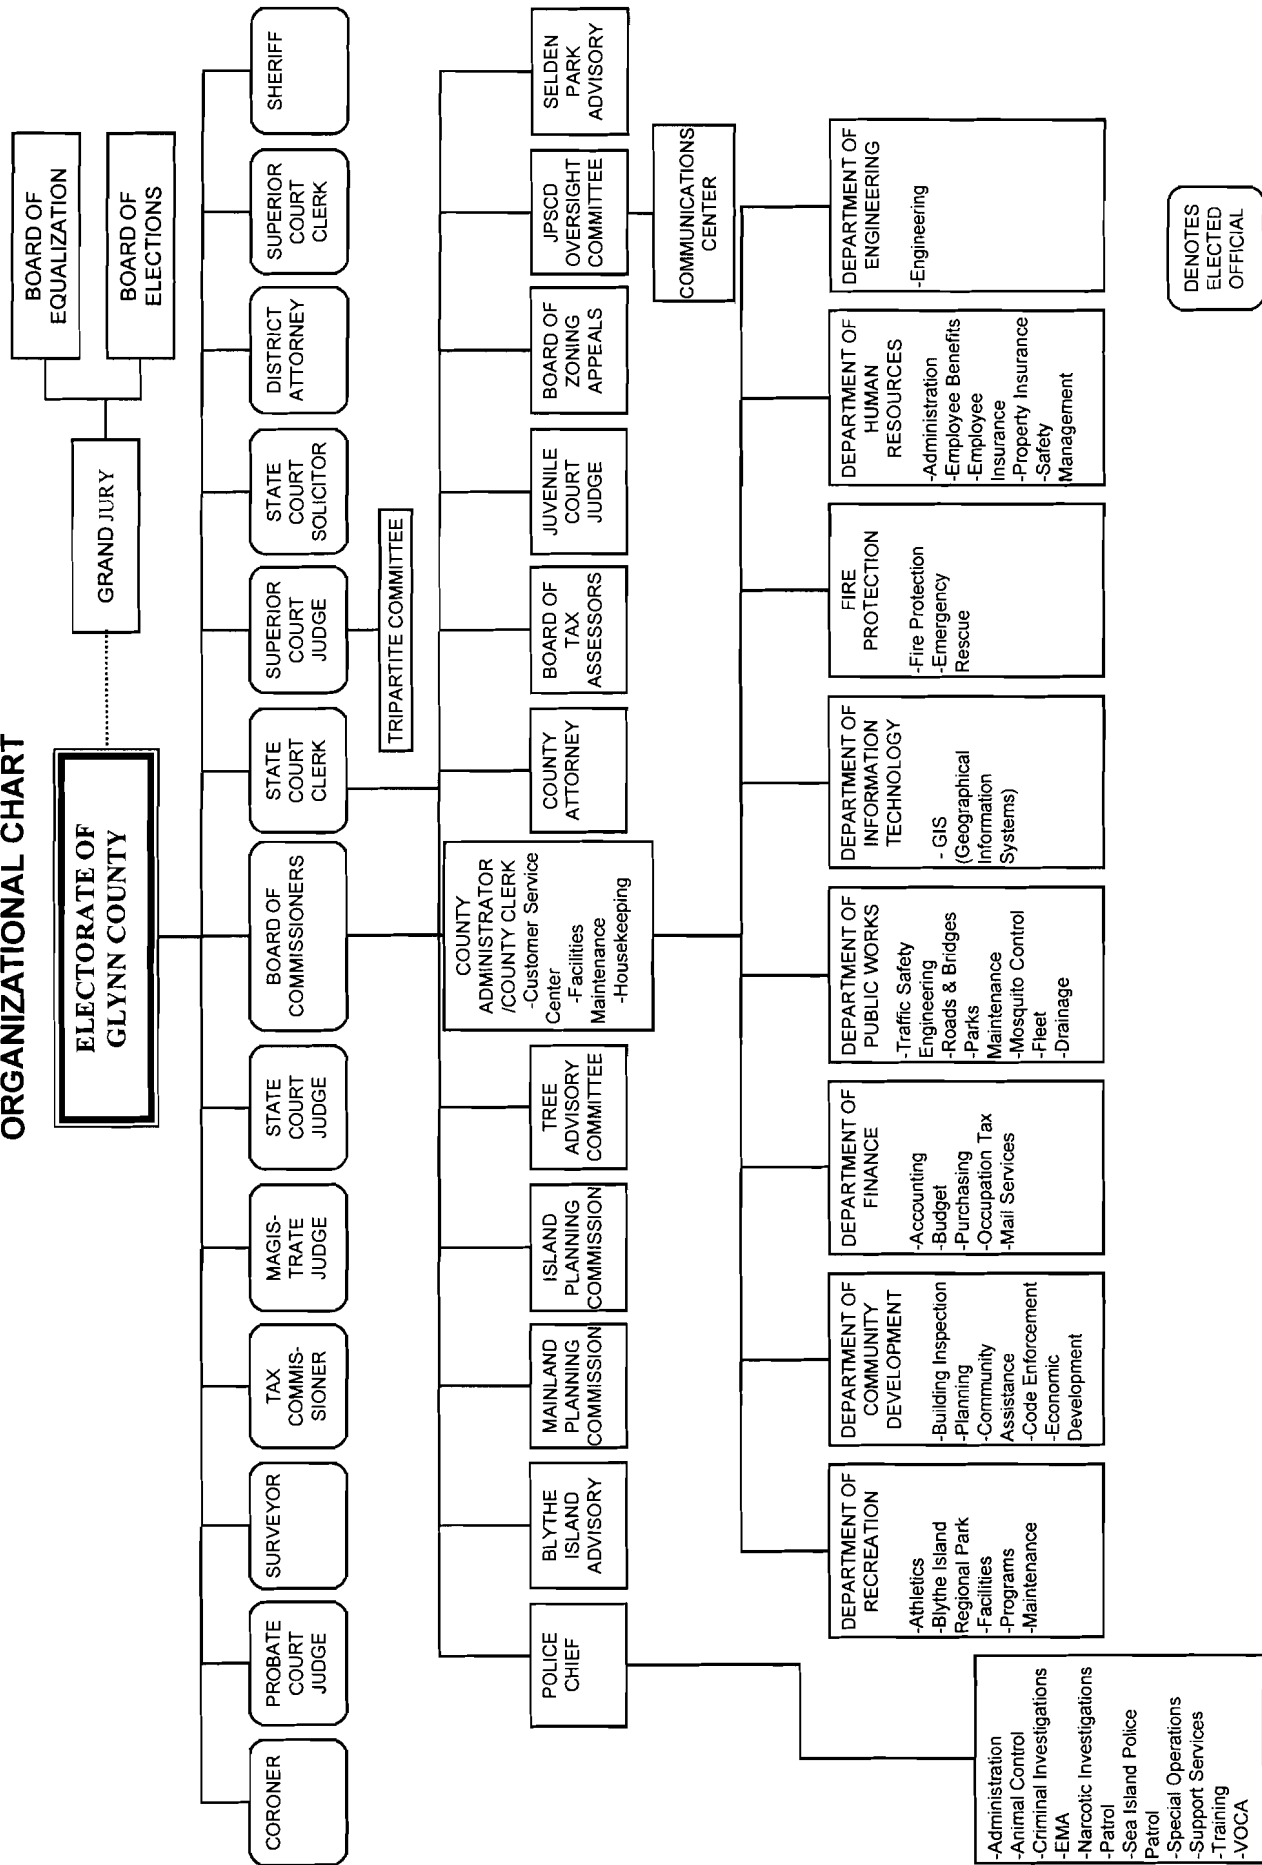 ORGANIZATIONAL CHART
ELECTORATE OF
GLYNN COUNTY
GRAND JURY
BOARD OF
EQUALIZATION
BOARD OF
ELECTIONS
CORONER
PROBATE
COURT
JUDGE
SURVEYOR
TAX
COMMIS-
SIONER
MAGIS-
TRATE
JUDGE
STATE
COURT
JUDGE
BOARD OF
COMMISSIONERS
STATE
COURT
CLERK
SUPERIOR
COURT
JUDGE
STATE
COURT
SOLICITOR
DISTRICT
ATTORNEY
SUPERIOR
COURT
CLERK
SHERIFF
TRIPARTITE COMMITTEE
POLICE
CHIEF
BLYTHE
ISLAND
ADVISORY
MAINLAND
PLANNING
COMMISSION
ISLAND
PLANNING
COMMISSION
TREE
ADVISORY
COMMITTEE
COUNTY
ADMINISTRATOR
/COUNTY CLERK
-Customer Service
Center
-Facilities
Maintenance
-Housekeeping
COUNTY
ATTORNEY
BOARD OF
TAX
ASSESSORS
JUVENILE
COURT
JUDGE
BOARD OF
ZONING
APPEALS
JPSCD
OVERSIGHT
COMMITTEE
SELDEN
PARK
ADVISORY
COMMUNICATIONS
CENTER
DEPARTMENT OF
RECREATION
-Athletics
-Blythe Island
Regional Park
-Facilities
-Programs
-Maintenance
DEPARTMENT OF
COMMUNITY
DEVELOPMENT
-Building Inspection
-Planning
-Community
Assistance
-Code Enforcement
-Economic
Development
DEPARTMENT OF
FINANCE
-Accounting
-Budget
-Purchasing
-Occupation Tax
-Mail Services
DEPARTMENT OF
PUBLIC WORKS
-Traffic Safety
Engineering
-Roads & Bridges
-Parks
Maintenance
-Mosquito Control
-Fleet
-Drainage
DEPARTMENT OF
INFORMATION
TECHNOLOGY
- GIS
(Geographical
Information
Systems)
FIRE
PROTECTION
-Fire Protection
-Emergency
Rescue
DEPARTMENT OF
HUMAN
RESOURCES
-Administration
-Employee Benefits
-Employee
Insurance
-Property Insurance
-Safety
Management
DEPARTMENT OF
ENGINEERING
-Engineering
-Administration
-Animal Control
-Criminal Investigations
-EMA
-Narcotic Investigations
-Patrol
-Sea Island Police
Patrol
-Special Operations
-Support Services
-Training
-VOCA
DENOTES
ELECTED
OFFICIAL